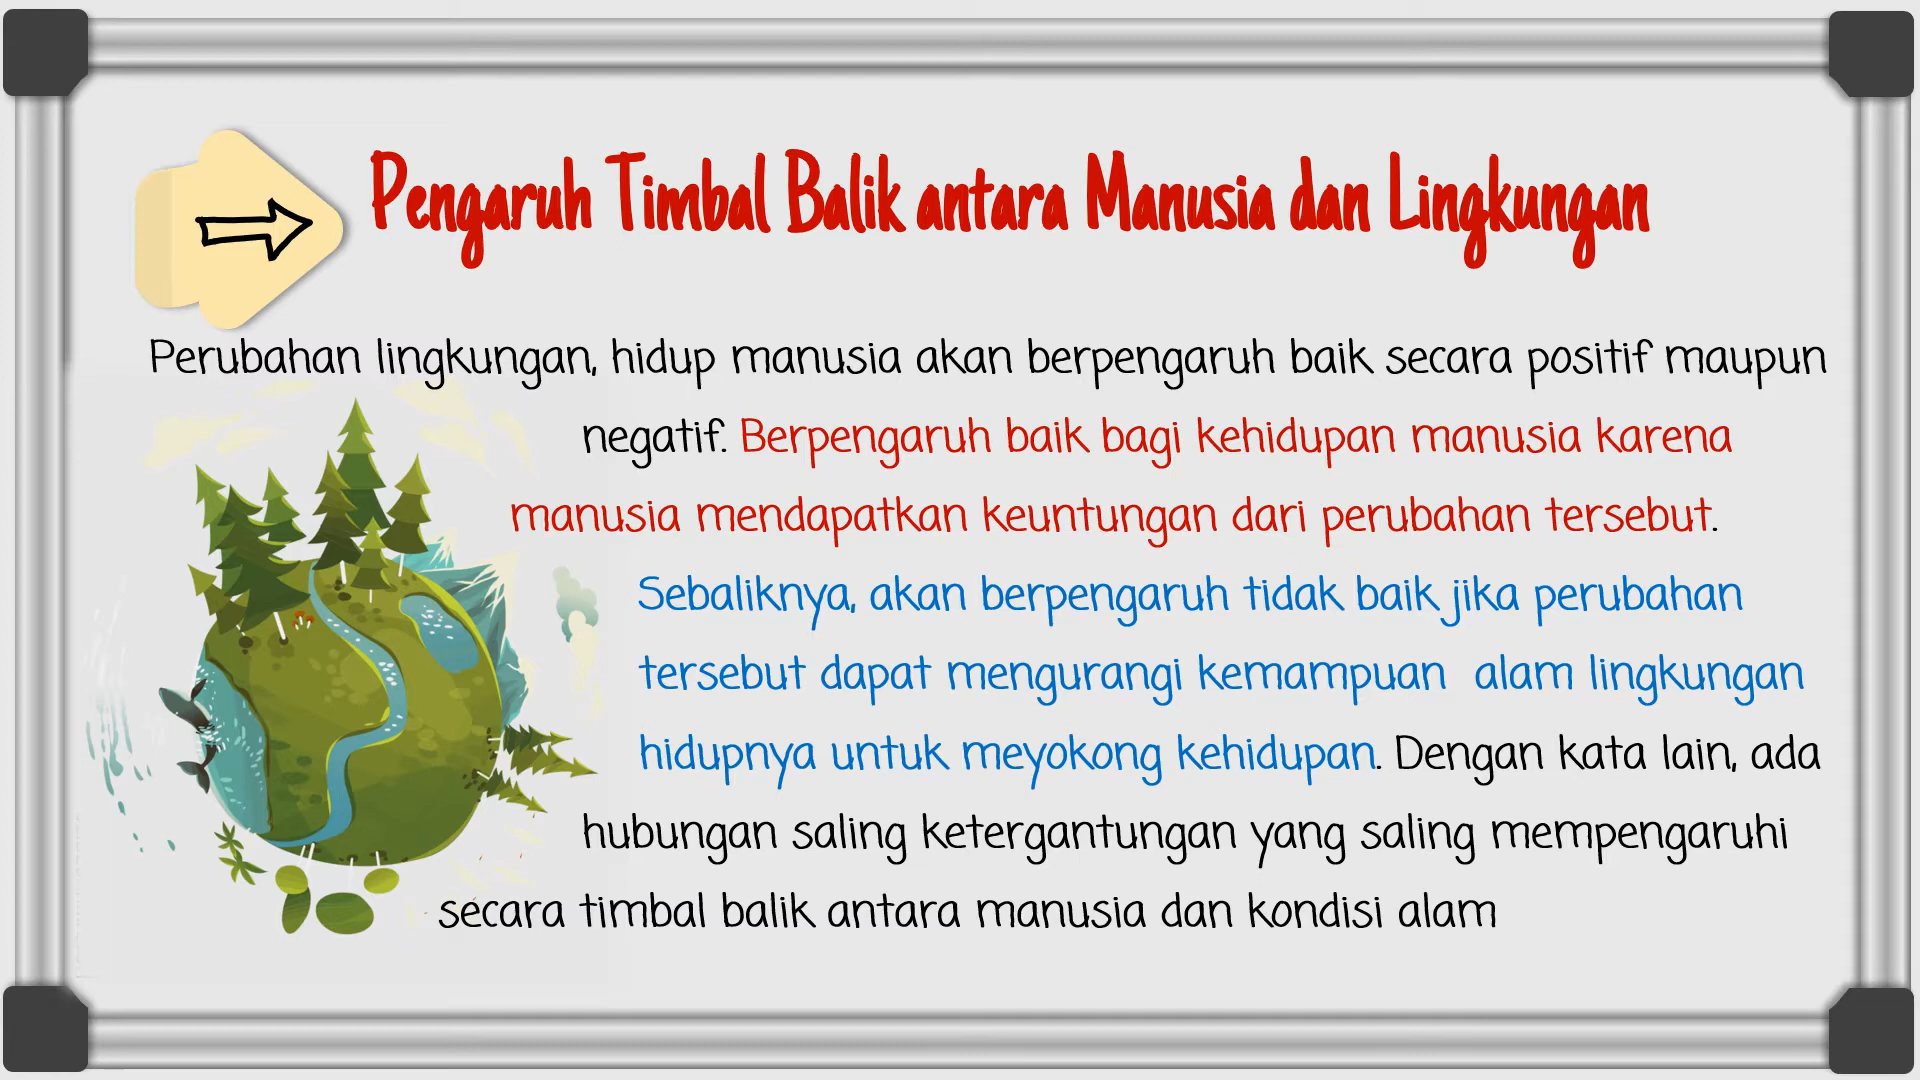 Pengaruh Timbal Balik antara Manusia dan Lingkungan
Perubahan lingkungan, hidup manusia akan berpengaruh baik secara positif maupun
negatif. Berpengaruh baik bagi kehidupan manusia karena
manusia mendapatkan keuntungan dari perubahan tersebut.
Sebaliknya, akan berpengaruh tidak baik jika perubahan
tersebut dapat mengurangi kemampuan alam lingkungan
hidupnya untuk meyokong kehidupan. Dengan kata lain, ada
hubungan saling ketergantungan yang saling mempengaruhi
secara timbal balik antara manusia dan kondisi alam